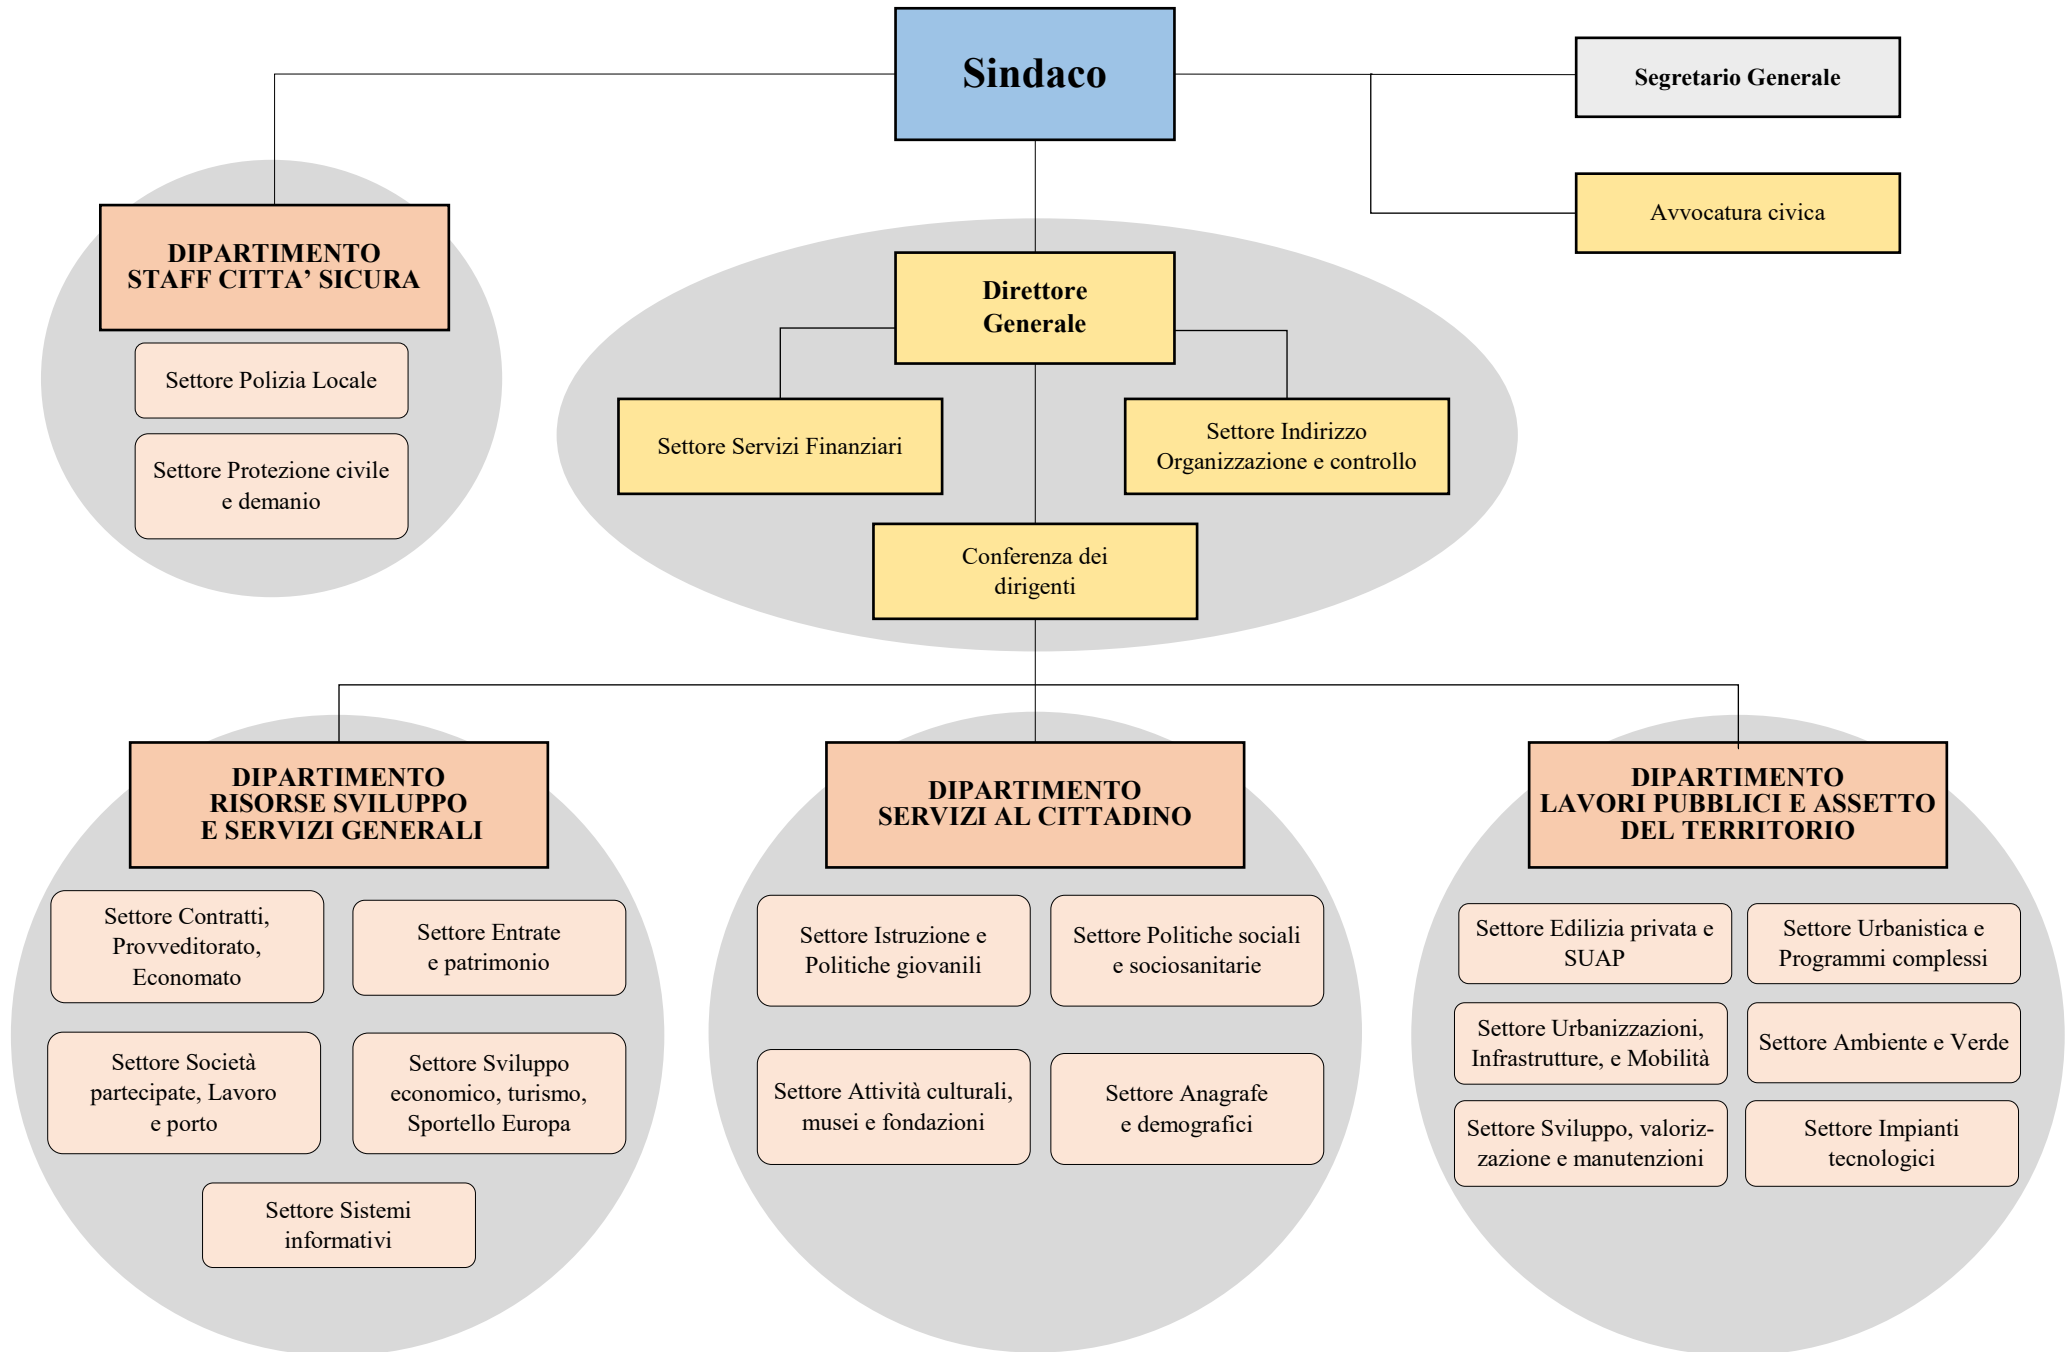 Sindaco
Segretario Generale
Avvocatura civica
DIPARTIMENTO
STAFF CITTA’ SICURA
Settore Polizia Locale
Settore Protezione civile
e demanio
Direttore
Generale
Settore Servizi Finanziari
Settore Indirizzo
Organizzazione e controllo
Conferenza dei
dirigenti
DIPARTIMENTO
RISORSE SVILUPPO
E SERVIZI GENERALI
Settore Contratti,
Provveditorato,
Economato
Settore Entrate
e patrimonio
Settore Società
partecipate, Lavoro
e porto
Settore Sviluppo
economico, turismo,
Sportello Europa
Settore Sistemi
informativi
DIPARTIMENTO
SERVIZI AL CITTADINO
Settore Istruzione e
Politiche giovanili
Settore Politiche sociali
e sociosanitarie
Settore Attività culturali,
musei e fondazioni
Settore Anagrafe
e demografici
DIPARTIMENTO
LAVORI PUBBLICI E ASSETTO
DEL TERRITORIO
Settore Edilizia privata e
SUAP
Settore Urbanistica e
Programmi complessi
Settore Urbanizzazioni,
Infrastrutture, e Mobilità
Settore Ambiente e Verde
Settore Sviluppo, valoriz-
zazione e manutenzioni
Settore Impianti
tecnologici